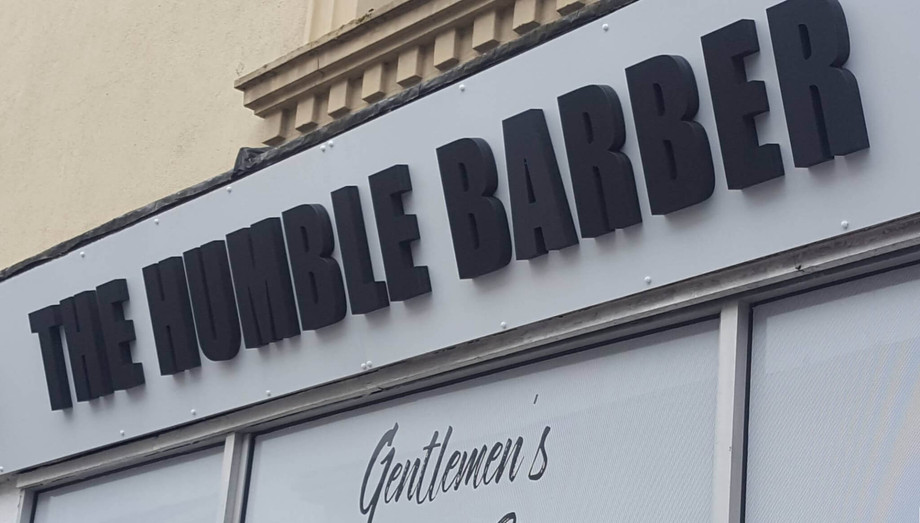 THE HUMBLE BARBER
Gentlemen's